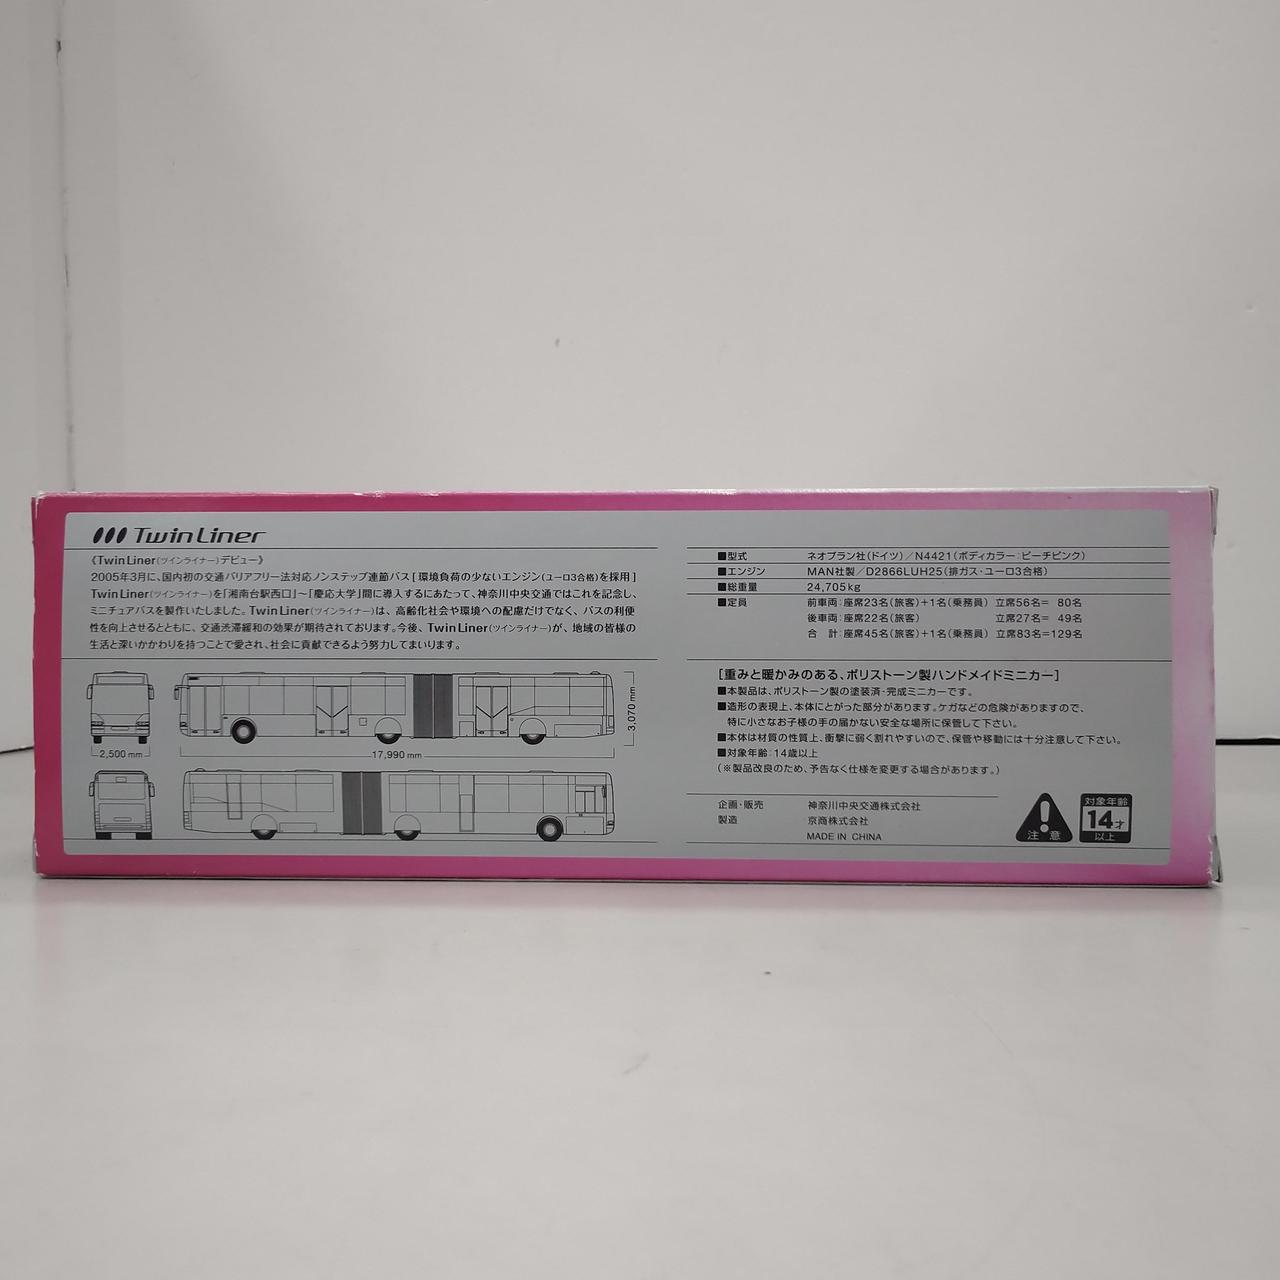 TwinLiner
《TwinLiner(ツインライナー)デビュー》
2005年3月に、国内初の交通バリアフリー法対応ノンステップ連節バス[環境負荷の少ないエンジン(ユーロ3合格)を採用]
TwinLiner(ツインライナー)を「湘南台駅西口」〜「慶応大学」間に導入するにあたって、神奈川中央交通ではこれを記念し、
ミニチュアバスを製作いたしました。TwinLiner(ツインライナー)は、高齢化社会や環境への配慮だけでなく、バスの利便
性を向上させるとともに、交通渋滞緩和の効果が期待されております。今後、TwinLiner(ツインライナー)が、地域の皆様の
生活と深いかかわりを持つことで愛され、社会に貢献できるよう努力してまいります。
2,500 mm
17,990 mm
3,070 mm
■型式 ネオプラン社(ドイツ)／N4421(ボディカラー：ピーチピンク)
■エンジン MAN社製／D2866LUH25(排ガス・ユーロ3合格)
■総重量 24,705kg
■定員 前車両：座席23名(旅客)+1名(乗務員) 立席56名= 80名
後車両：座席22名(旅客) 立席27名= 49名
合 計：座席45名(旅客)+1名(乗務員) 立席83名=129名
[重みと暖かみのある、ポリストーン製ハンドメイドミニカー]
■本製品は、ポリストーン製の塗装済・完成ミニカーです。
■造形の表現上、本体にとがった部分があります。ケガなどの危険がありますので、
特に小さなお子様の手の届かない安全な場所に保管して下さい。
■本体は材質の性質上、衝撃に弱く割れやすいので、保管や移動には十分注意して下さい。
■対象年齢：14歳以上
(※製品改良のため、予告なく仕様を変更する場合があります。)
企画・販売 神奈川中央交通株式会社
製造 京商株式会社
MADE IN CHINA
注 意
対象年齢
14才
以上